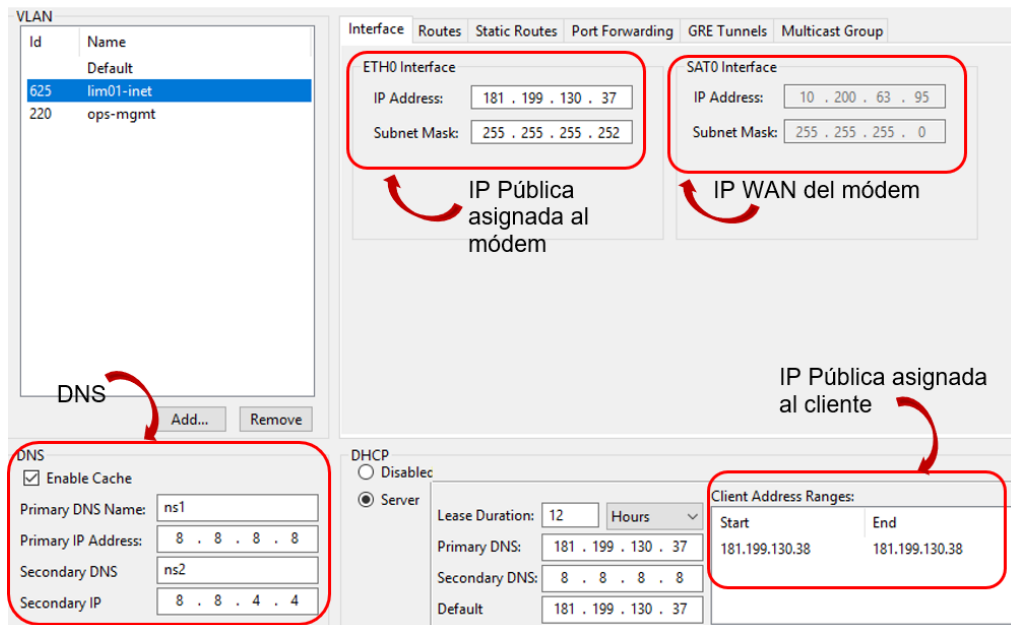 VLAN
Id Name
Default
625 lim01-inet
220 ops-mgmt
Add... Remove
Interface Routes Static Routes Port Forwarding GRE Tunnels Multicast Group
ETH0 Interface
IP Address: 181 . 199 . 130 . 37
Subnet Mask: 255 . 255 . 255 . 252
SAT0 Interface
IP Address: 10 . 200 . 63 . 95
Subnet Mask: 255 . 255 . 255 . 0
IP Pública
asignada al
módem
IP WAN del módem
DNS
IP Pública asignada
al cliente
DNS
Enable Cache
Primary DNS Name: ns1
Primary IP Address: 8 . 8 . 8 . 8
Secondary DNS ns2
Secondary IP 8 . 8 . 4 . 4
DHCP
Disablec
Server
Lease Duration: 12 Hours
Primary DNS: 181 . 199 . 130 . 37
Secondary DNS: 8 . 8 . 8 . 8
Default 181 . 199 . 130 . 37
Client Address Ranges:
Start End
181.199.130.38 181.199.130.38